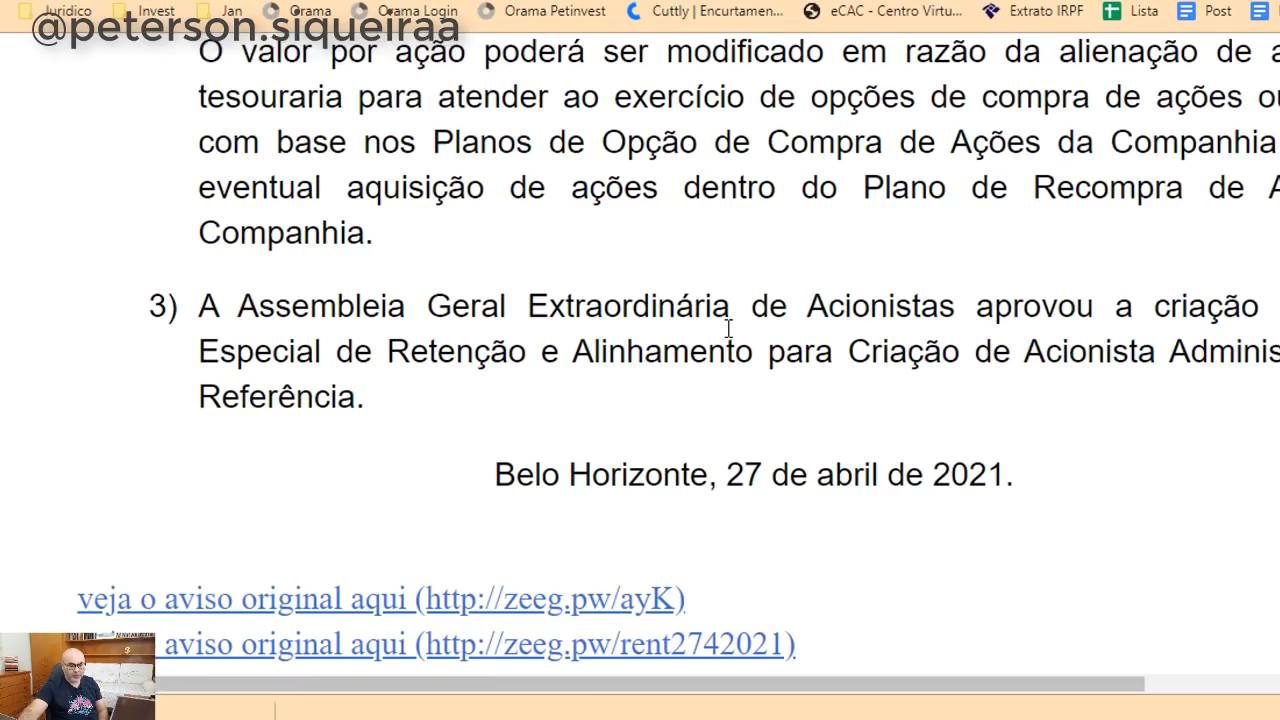 Jurídico Invest Jan Orama Orama Login Orama Petinvest Cuttly | Encurtamen... eCAC - Centro Virtu... Extrato IRPF Lista Post
@peterson.siqueiraa
O valor por ação poderá ser modificado em razão da alienação de
tesouraria para atender ao exercício de opções de compra de ações
com base nos Planos de Opção de Compra de Ações da Companhia
eventual aquisição de ações dentro do Plano de Recompra de
Companhia.
3) A Assembleia Geral Extraordinária de Acionistas aprovou a criação
Especial de Retenção e Alinhamento para Criação de Acionista
Referência.
Belo Horizonte, 27 de abril de 2021.
veja o aviso original aqui (http://zeeg.pw/ayK)
aviso original aqui (http://zeeg.pw/rent2742021)